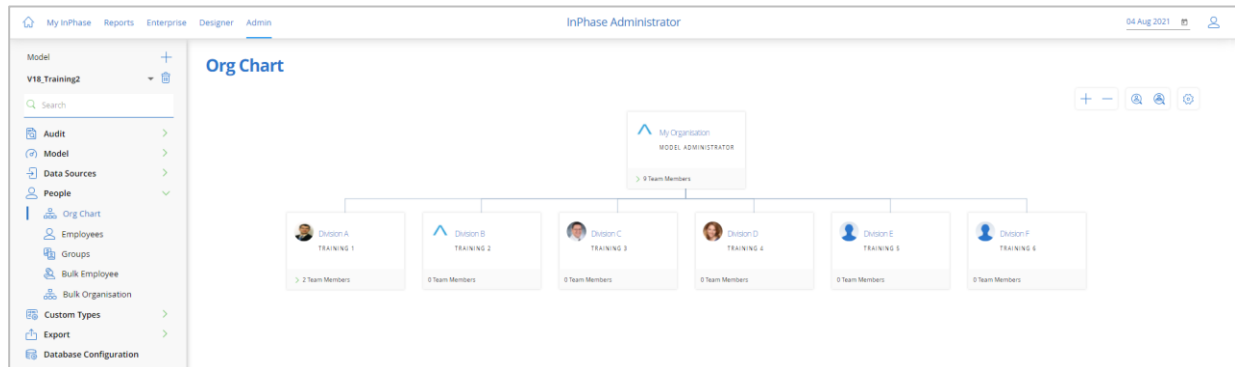 My InPhase Reports Enterprise Designer Admin
InPhase Administrator
04 Aug 2021
Model
V18_Training2
Search
Audit
Model
Data Sources
People
Org Chart
Employees
Groups
Bulk Employee
Bulk Organisation
Custom Types
Export
Database Configuration
Org Chart
My Organisation
MODEL ADMINISTRATOR
9 Team Members
Division A
TRAINING 1
2 Team Members
Division B
TRAINING 2
0 Team Members
Division C
TRAINING 3
0 Team Members
Division D
TRAINING 4
0 Team Members
Division E
TRAINING 5
0 Team Members
Division F
TRAINING 6
0 Team Members